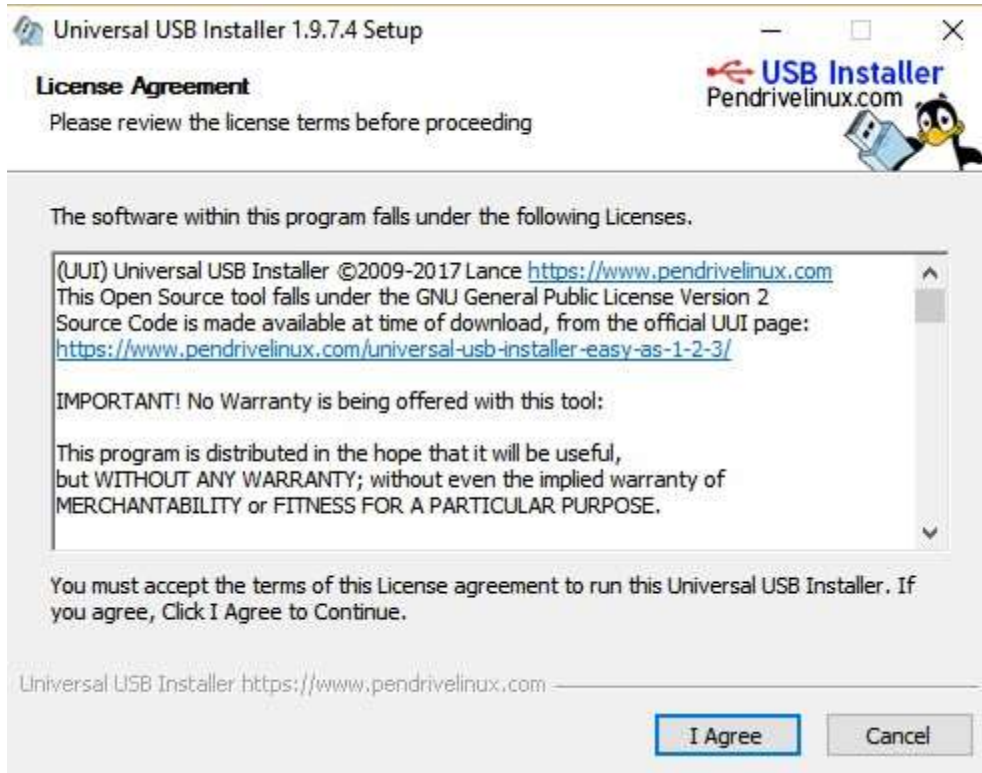 Universal USB Installer 1.9.7.4 Setup
License Agreement
Please review the license terms before proceeding
USB Installer
Pendrivelinux.com
The software within this program falls under the following Licenses.
(UUI) Universal USB Installer ©2009-2017 Lance https://www.pendrivelinux.com
This Open Source tool falls under the GNU General Public License Version 2
Source Code is made available at time of download, from the official UUI page:
https://www.pendrivelinux.com/universal-usb-installer-easy-as-1-2-3/
IMPORTANT! No Warranty is being offered with this tool:
This program is distributed in the hope that it will be useful,
but WITHOUT ANY WARRANTY; without even the implied warranty of
MERCHANTABILITY or FITNESS FOR A PARTICULAR PURPOSE.
You must accept the terms of this License agreement to run this Universal USB Installer. If
you agree, Click I Agree to Continue.
Universal USB Installer https://www.pendrivelinux.com
I Agree
Cancel